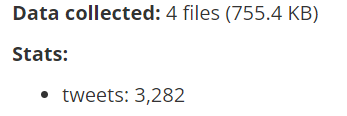 Data collected: 4 files (755.4 KB)
Stats:
• tweets: 3,282